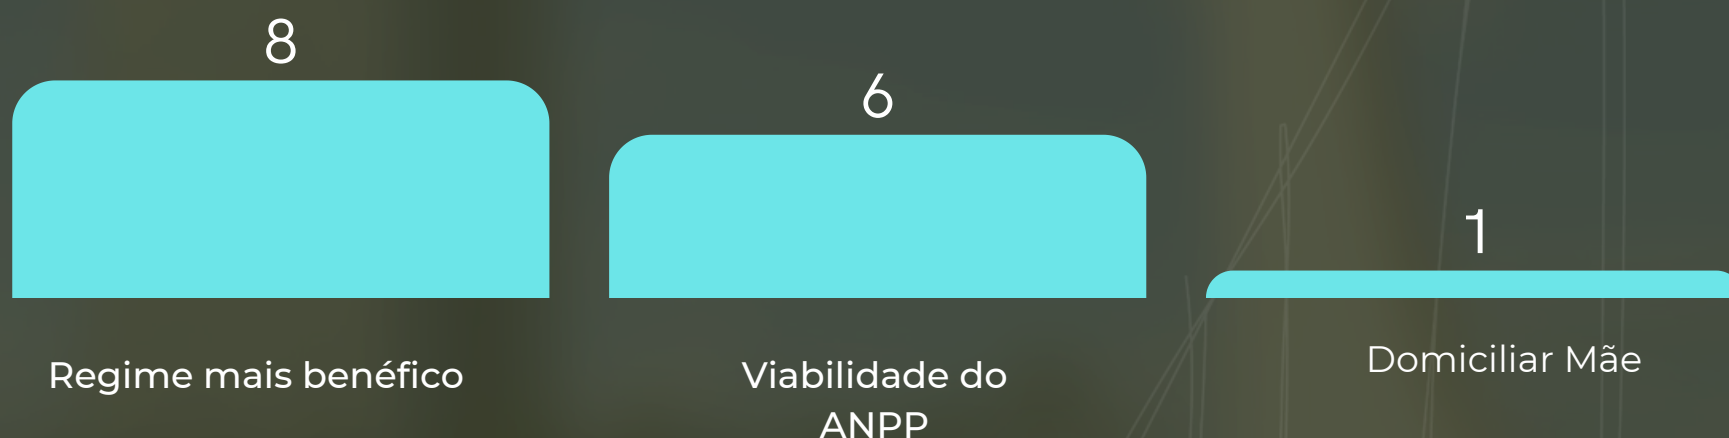 8
6
1
Regime mais benéfico
Viabilidade do
ANPP
Domiciliar Mãe